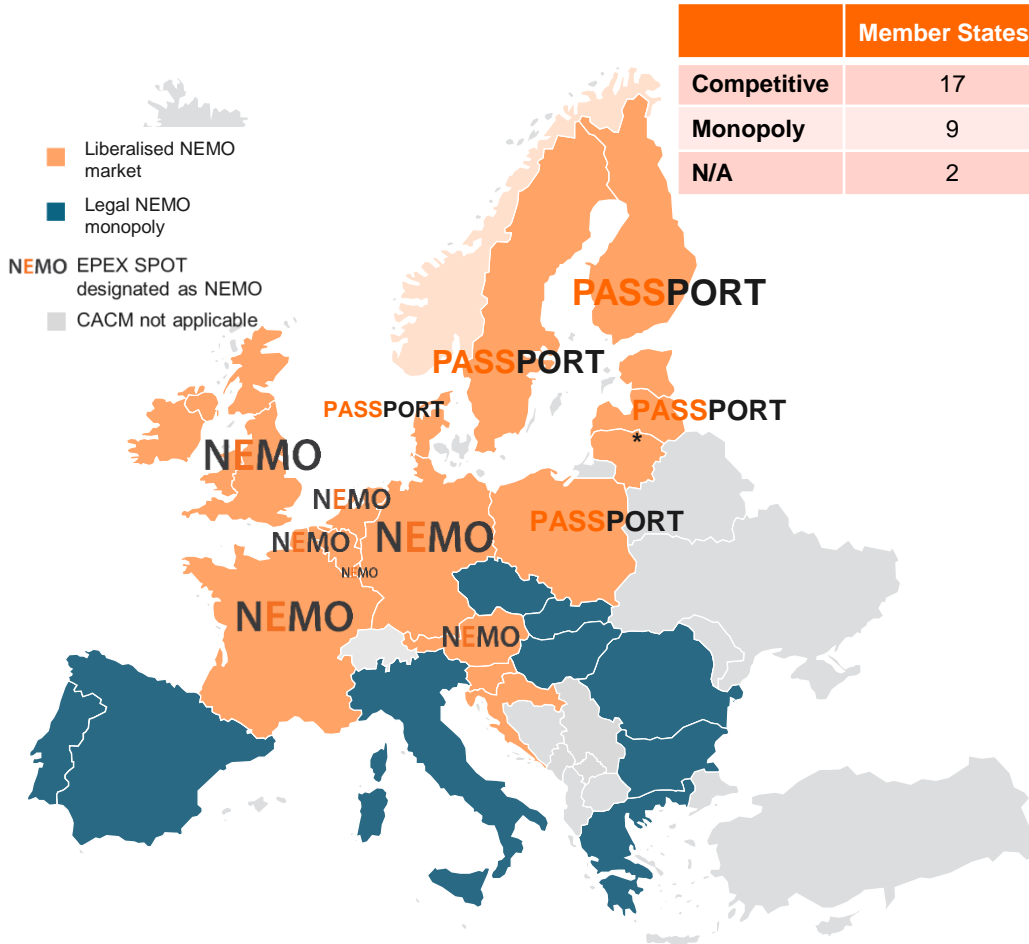 Member States
Competitive 17
Monopoly 9
N/A 2
Liberalised NEMO
market
Legal NEMO
monopoly
NEMO EPEX SPOT
designated as NEMO
CACM not applicable
PASSPORT
PASSPORT
PASSPORT
PASSPORT
*
NEMO
NEMO
PASSPORT
NEMO
NEMO
NEMO
NEMO
NEMO